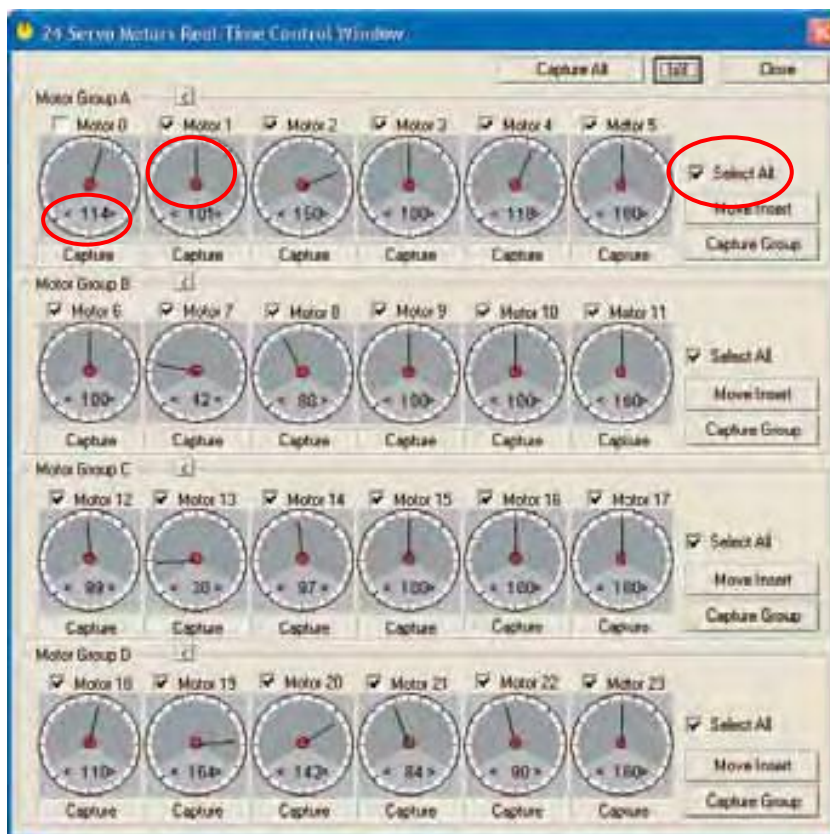 24 Servo Motors Real-Time Control Window
Capture All Close
Motor Group A <
Motor 0 Motor 1 Motor 2 Motor 3 Motor 4 Motor 5
Select All
< 114> < 101> < 150> < 100> < 118> < 100>
Move Insert
Capture Capture Capture Capture Capture Capture
Capture Group
Motor Group B <
Motor 6 Motor 7 Motor 8 Motor 9 Motor 10 Motor 11
Select All
< 100> < 42 > < 80 > < 100> < 100> < 100>
Move Insert
Capture Capture Capture Capture Capture Capture
Capture Group
Motor Group C <
Motor 12 Motor 13 Motor 14 Motor 15 Motor 16 Motor 17
Select All
< 99 > < 97 > < 100> < 100> < 100>
Move Insert
Capture Capture Capture Capture Capture Capture
Capture Group
Motor Group D <
Motor 18 Motor 19 Motor 20 Motor 21 Motor 22 Motor 23
Select All
< 110> < 164> < 142> < 84 > < 90 > < 100>
Move Insert
Capture Capture Capture Capture Capture Capture
Capture Group